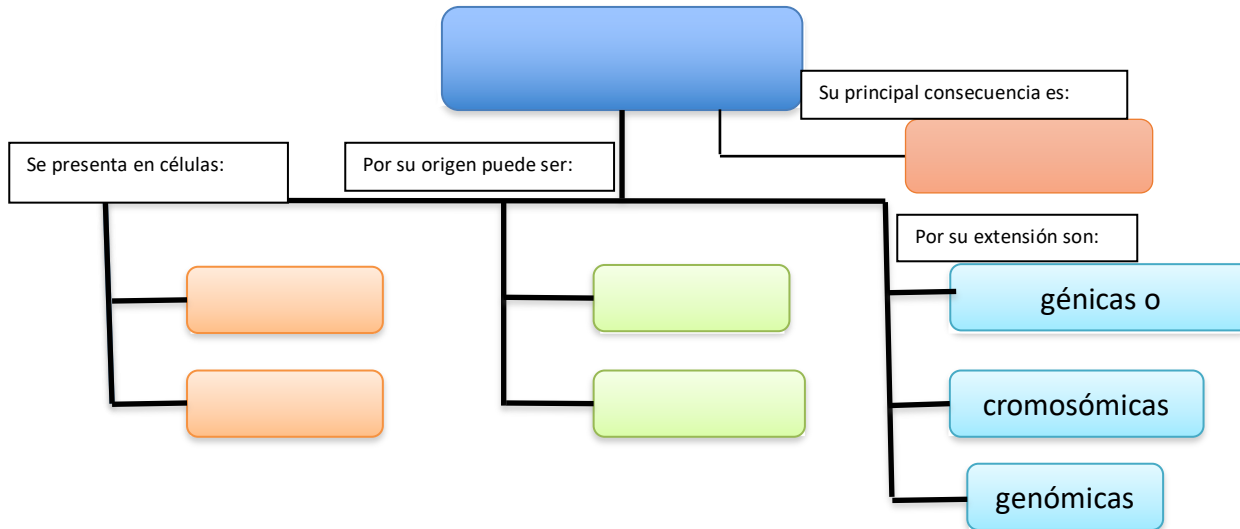 Su principal consecuencia es:
Se presenta en células:
Por su origen puede ser:
Por su extensión son:
génicas o
cromosómicas
genómicas